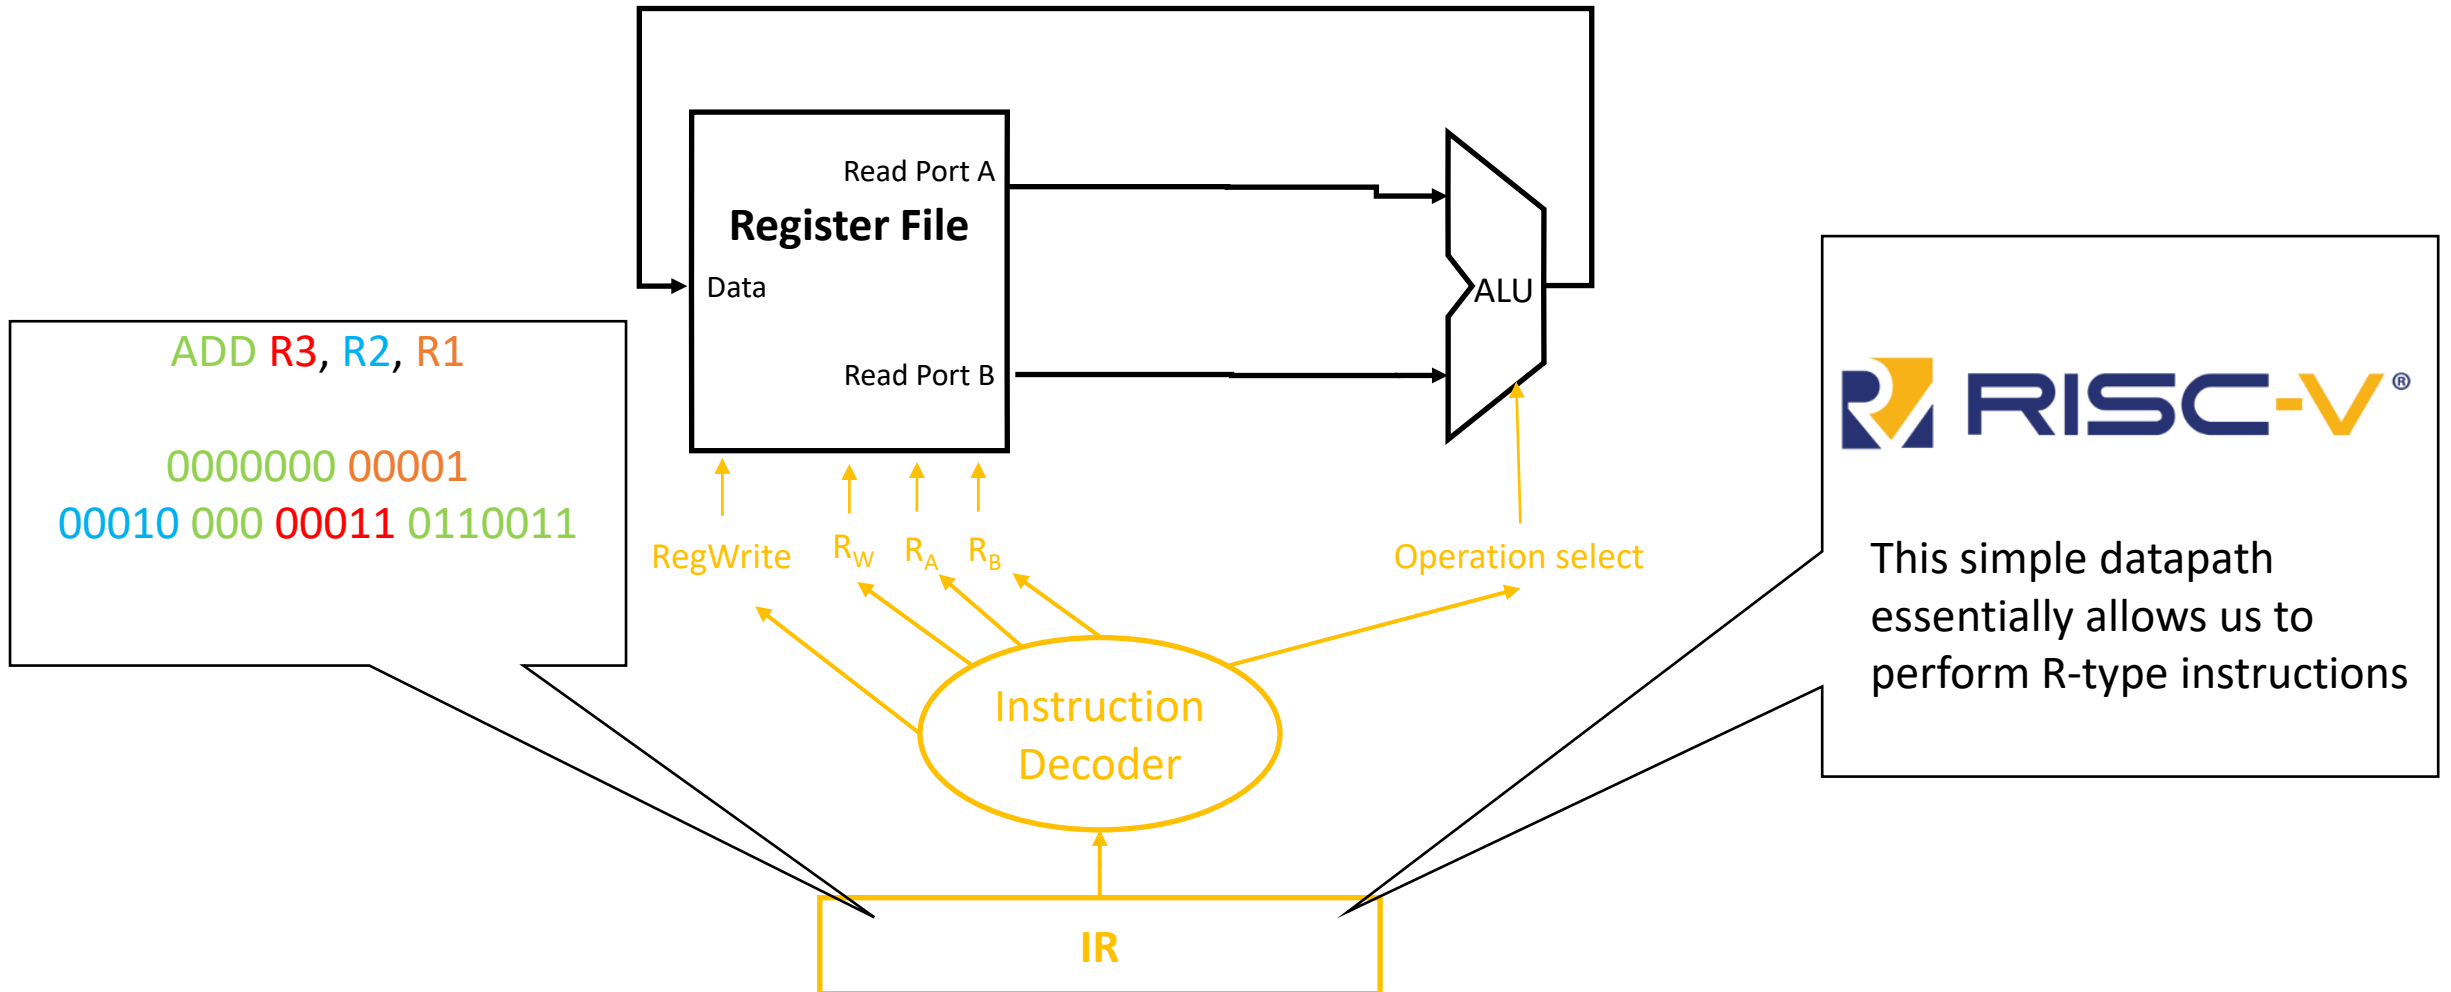 Read Port A
Register File
Data
ALU
Read Port B
ADD R3, R2, R1
0000000 00001
00010 000 00011 0110011
RISC-V®
This simple datapath
essentially allows us to
perform R-type instructions
RegWrite
RW
RA
RB
Operation select
Instruction
Decoder
IR